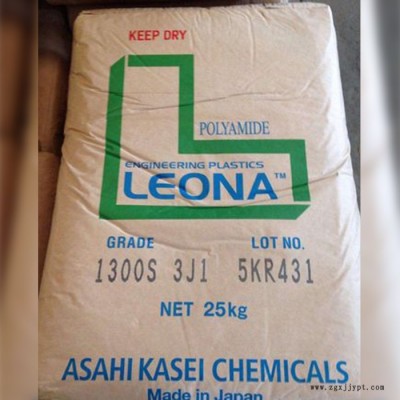 KEEP DRY
POLYAMIDE
ENGINEERING PLASTICS
LEONA™
GRADE LOT NO.
1300S 3J1 5KR431
NET 25kg
ASAHI KASEI CHEMICALS
Made in Japan
www.zgxjjypt.com